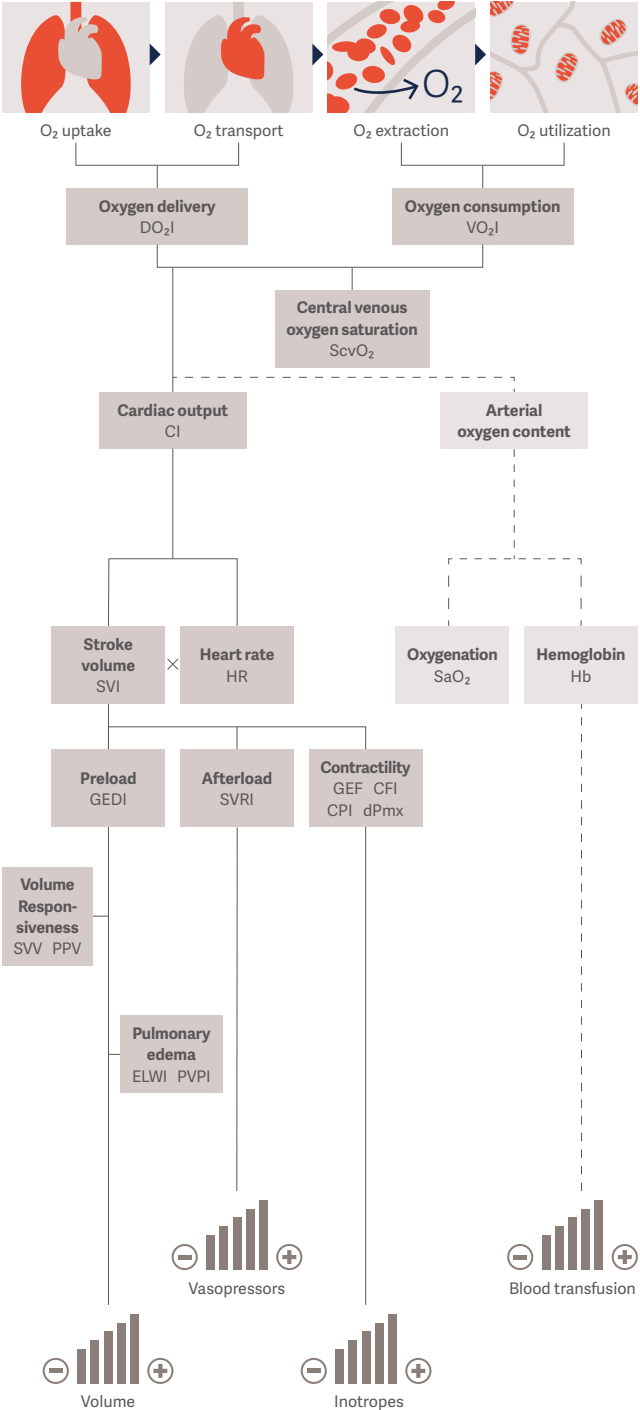 O₂
O₂ uptake
O₂ transport
O₂ extraction
O₂ utilization
Oxygen delivery
DO₂I
Oxygen consumption
VO₂I
Central venous
oxygen saturation
ScvO₂
Cardiac output
CI
Arterial
oxygen content
Stroke
volume
SVI
×
Heart rate
HR
Oxygenation
SaO₂
Hemoglobin
Hb
Preload
GEDI
Afterload
SVRI
Contractility
GEF CFI
CPI dPmx
Volume
Respon-
siveness
SVV PPV
Pulmonary
edema
ELWI PVPI
Vasopressors
Blood transfusion
Volume
Inotropes